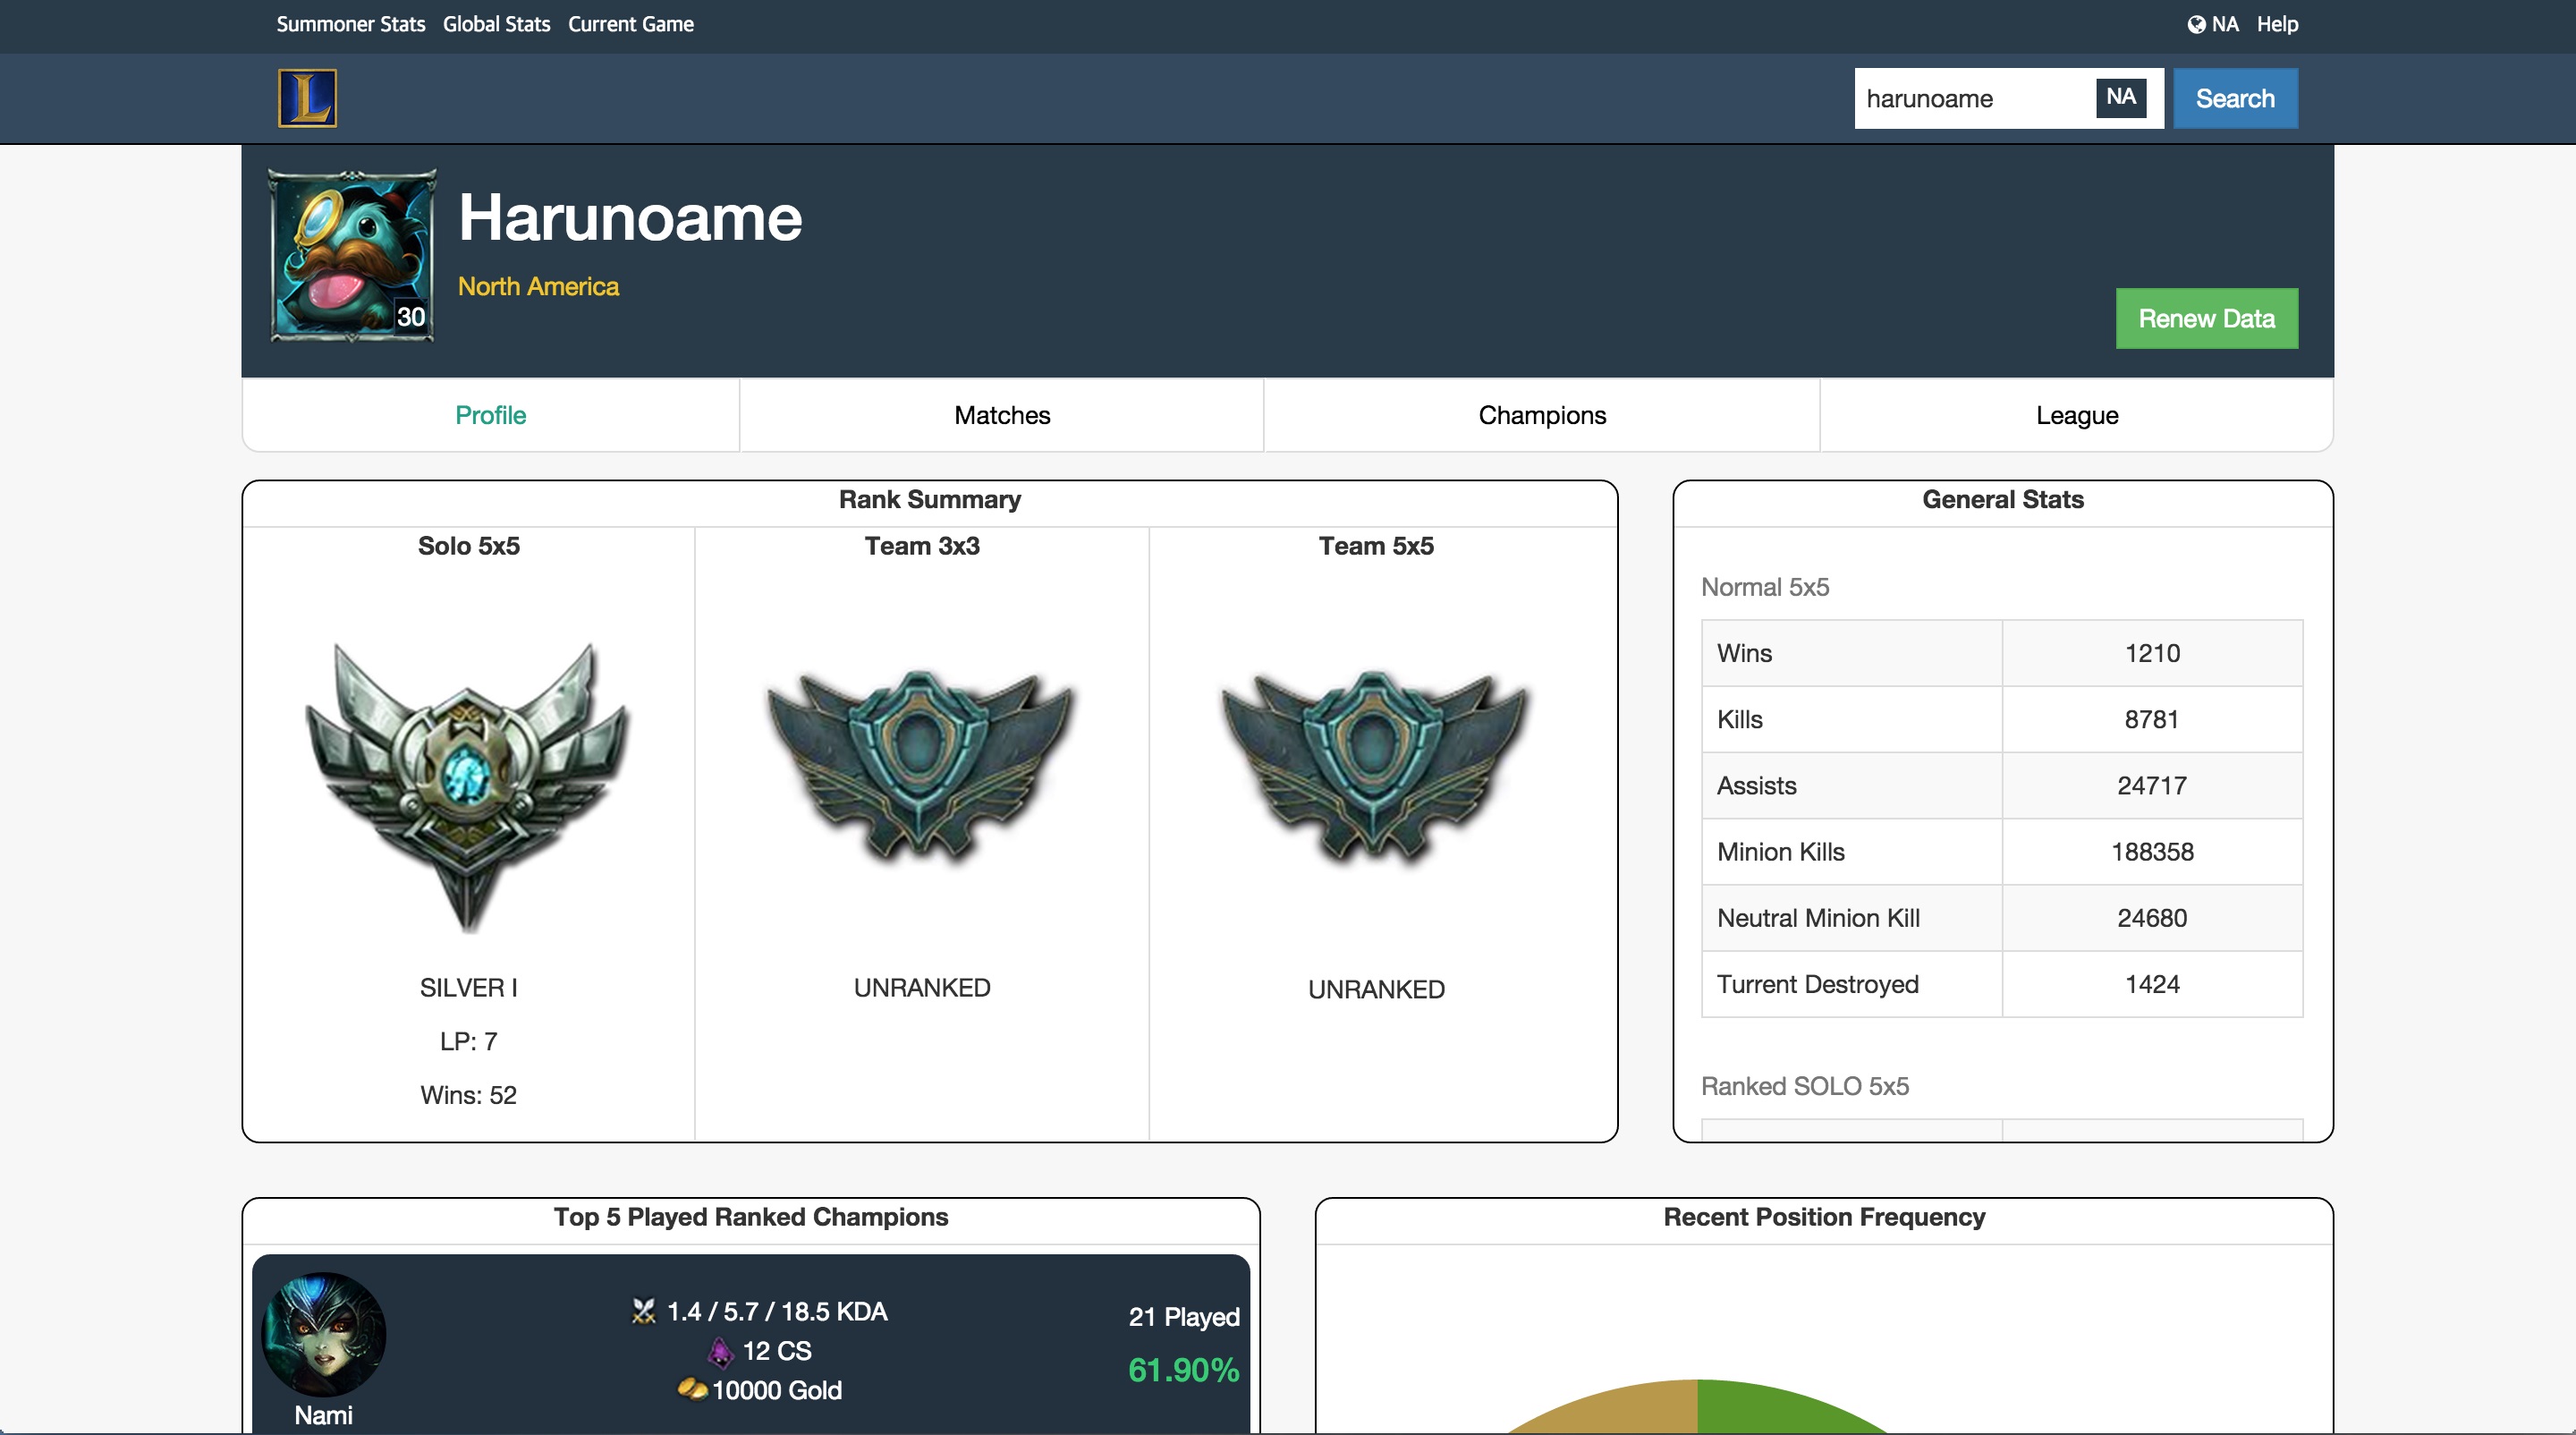 Summoner Stats Global Stats Current Game NA Help
L
harunoame NA Search
Harunoame
North America
30
Renew Data
Profile Matches Champions League
Rank Summary
Solo 5x5 Team 3x3 Team 5x5
SILVER I UNRANKED UNRANKED
LP: 7
Wins: 52
General Stats
Normal 5x5
Wins 1210
Kills 8781
Assists 24717
Minion Kills 188358
Neutral Minion Kill 24680
Turrent Destroyed 1424
Ranked SOLO 5x5
Top 5 Played Ranked Champions
1.4 / 5.7 / 18.5 KDA
12 CS
10000 Gold
21 Played
61.90%
Nami
Recent Position Frequency